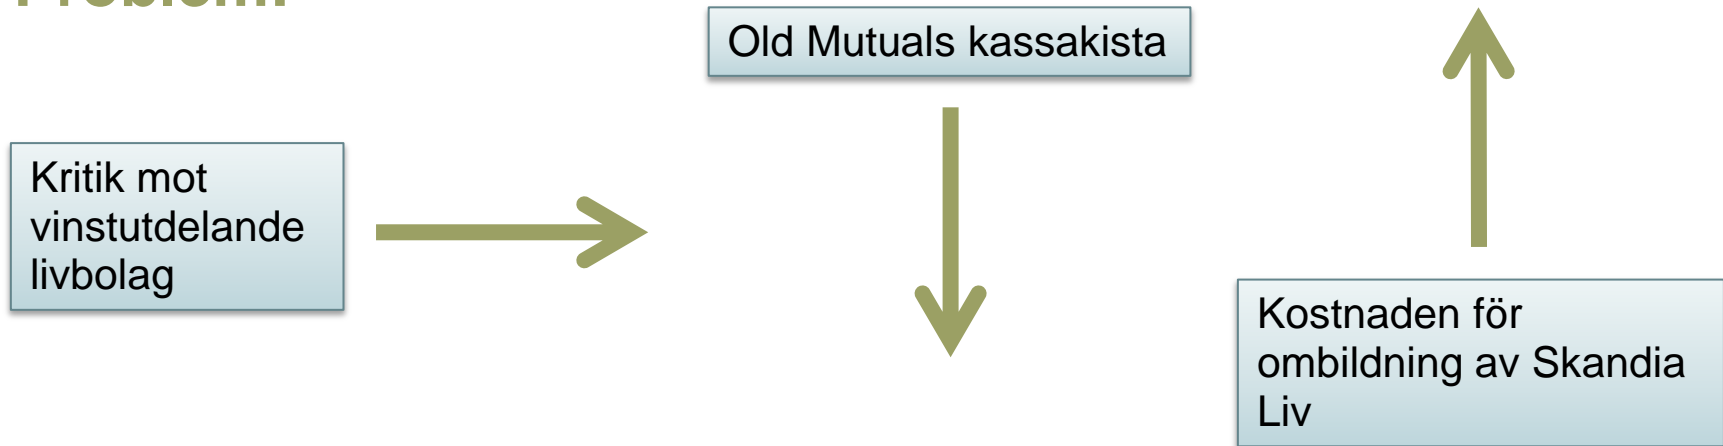 Old Mutuals kassakista
Kritik mot
vinstutdelande
livbolag
Kostnaden för
ombildning av Skandia
Liv